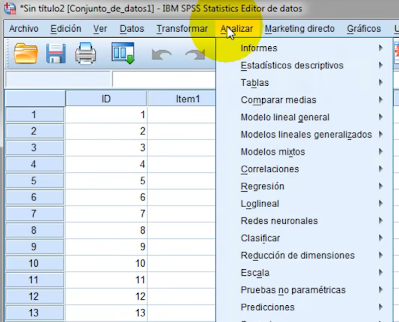 *Sin título2 [Conjunto_de_datos1] - IBM SPSS Statistics Editor de datos
Archivo Edición Ver Datos Transformar Analizar Marketing directo Gráficos
Informes
Estadísticos descriptivos
Tablas
Comparar medias
Modelo lineal general
Modelos lineales generalizados
Modelos mixtos
Correlaciones
Regresión
Loglineal
Redes neuronales
Clasificar
Reducción de dimensiones
Escala
Pruebas no paramétricas
Predicciones
ID Item1
1 1
2 2
3 3
4 4
5 5
6 6
7 7
8 8
9 9
10 10
11 11
12 12
13 13